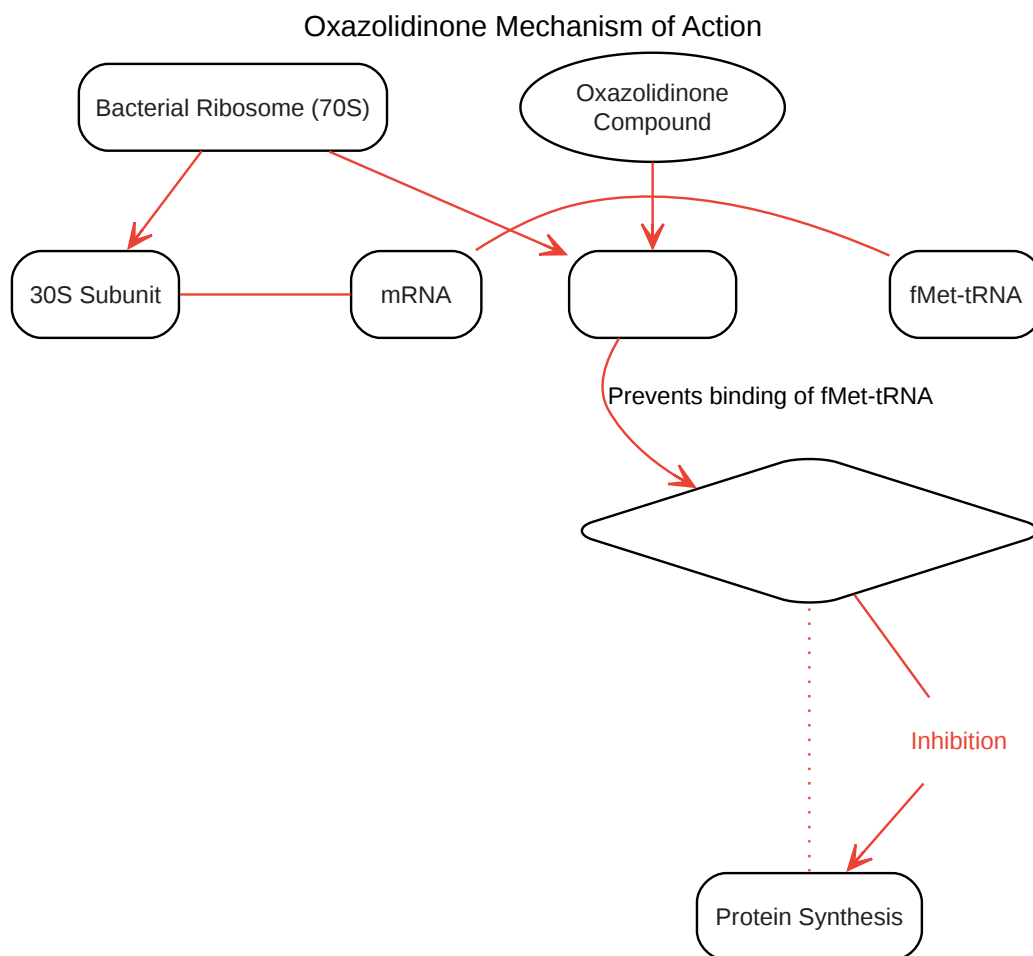 Oxazolidinone Mechanism of Action
Bacterial Ribosome (70S)
Oxazolidinone
Compound
30S Subunit
mRNA
fMet-tRNA
Prevents binding of fMet-tRNA
Inhibition
Protein Synthesis